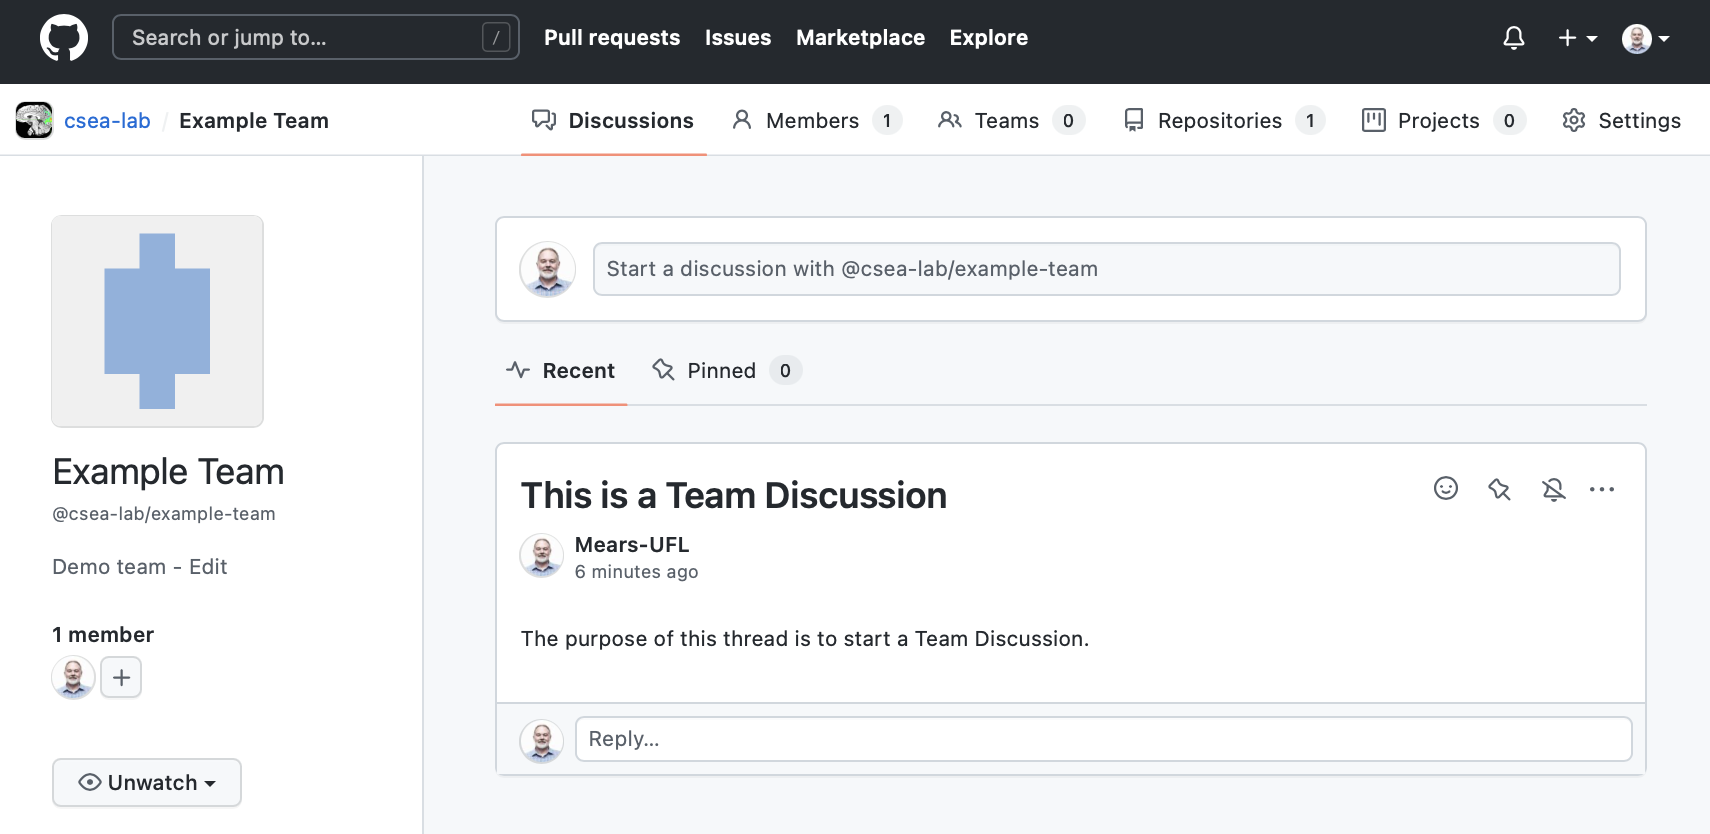 Search or jump to... / Pull requests Issues Marketplace Explore
csea-lab / Example Team Discussions Members 1 Teams 0 Repositories 1 Projects 0 Settings
Example Team
@csea-lab/example-team
Demo team - Edit
1 member
Unwatch
Start a discussion with @csea-lab/example-team
Recent Pinned 0
This is a Team Discussion
Mears-UFL
6 minutes ago
The purpose of this thread is to start a Team Discussion.
Reply...